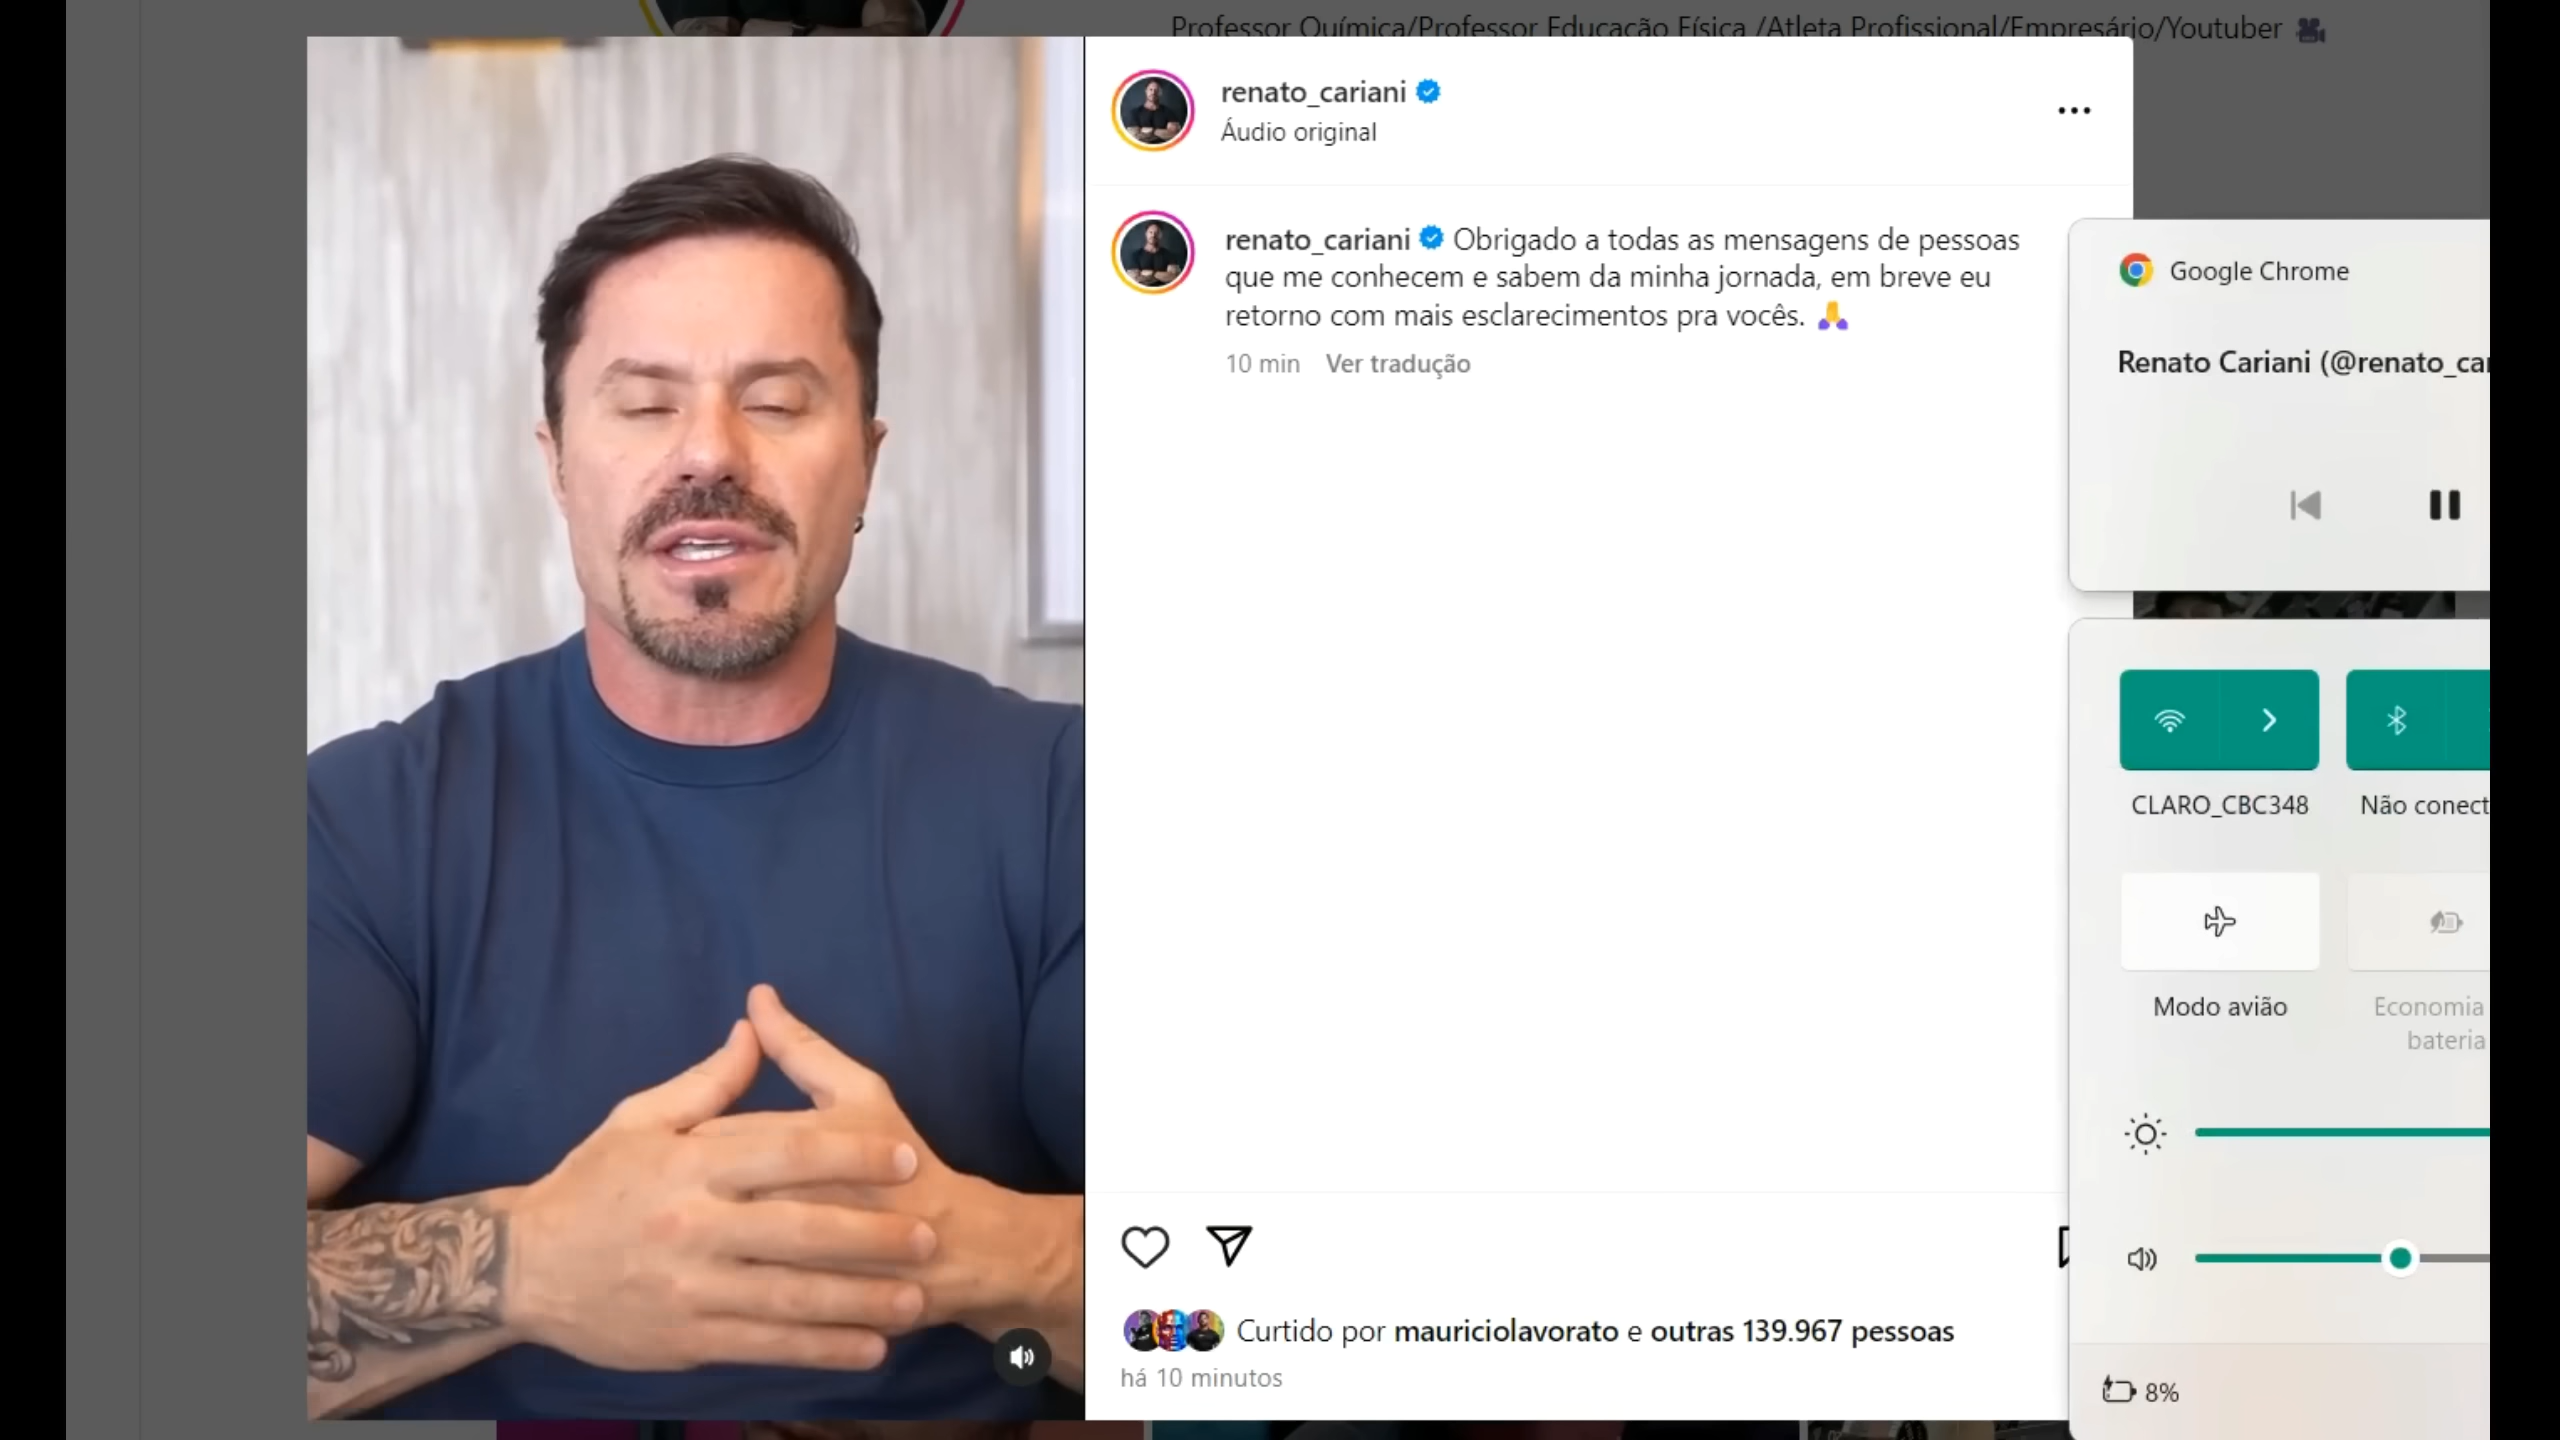 Professor Química/Professor Educação Física /Atleta Profissional/Empresário/Youtuber
renato_cariani
Áudio original
renato_cariani Obrigado a todas as mensagens de pessoas
que me conhecem e sabem da minha jornada, em breve eu
retorno com mais esclarecimentos pra vocês.
10 min Ver tradução
Curtido por mauriciolavorato e outras 139.967 pessoas
há 10 minutos
Google Chrome
Renato Cariani (@renato_cari
CLARO_CBC348
Não conect
Modo avião
Economia
bateria
8%